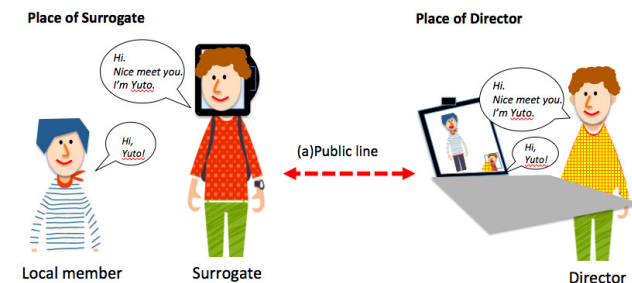 Place of Surrogate
Place of Director
Hi.
Nice meet you.
I'm Yuto.
Hi,
Yuto!
(a)Public line
Hi.
Nice meet you.
I'm Yuto.
Hi,
Yuto!
Local member
Surrogate
Director